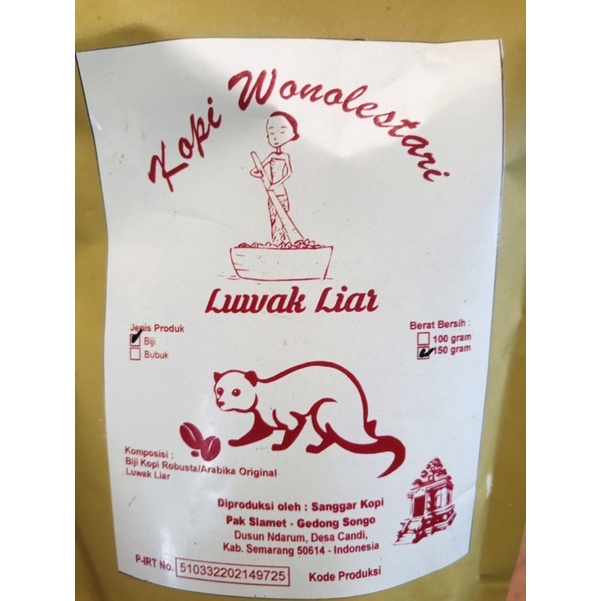 Kopi Wonolestari
Luwak Liar
Jenis Produk
Biji
Bubuk
Berat Bersih :
100 gram
150 gram
Komposisi :
Biji Kopi Robusta/Arabika Original
Luwak Liar
Diproduksi oleh : Sanggar Kopi
Pak Slamet - Gedong Songo
Dusun Ndarum, Desa Candi,
Kab. Semarang 50614 - Indonesia
P-IRT No. 510332202149725
Kode Produksi